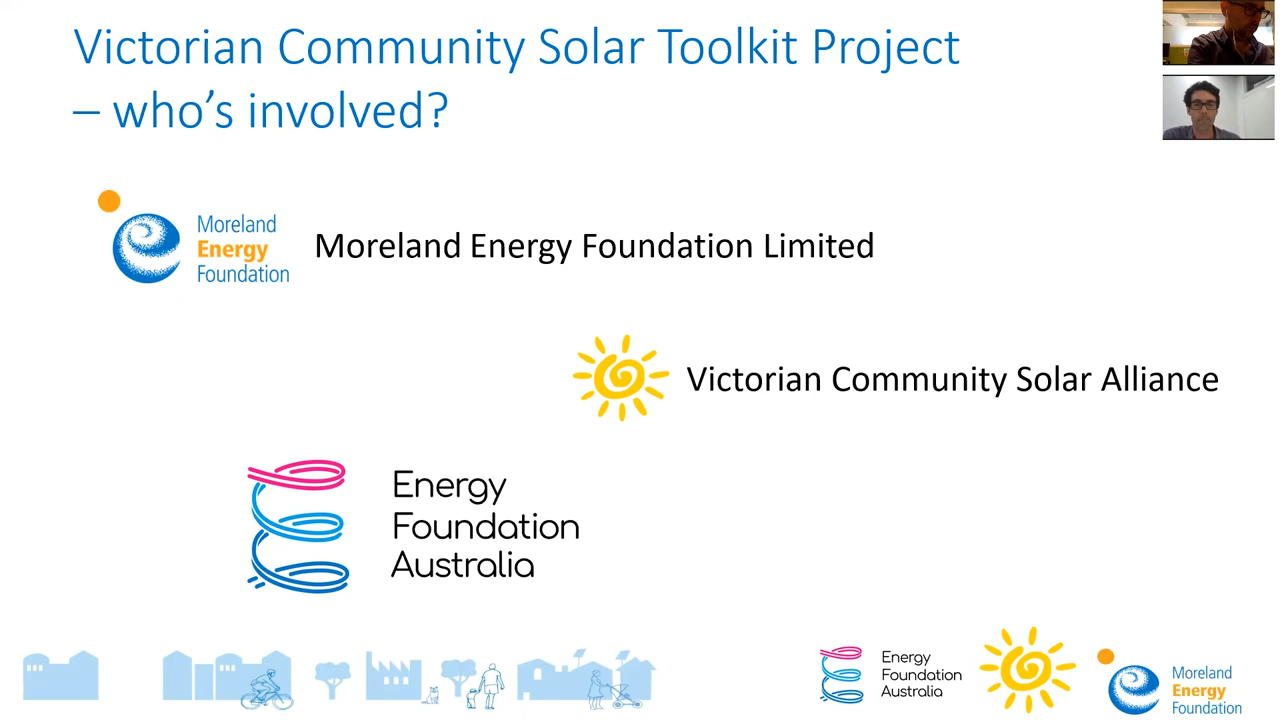 Victorian Community Solar Toolkit Project
– who’s involved?
Moreland
Energy
Foundation
Moreland Energy Foundation Limited
Victorian Community Solar Alliance
Energy
Foundation
Australia
Energy
Foundation
Australia
Moreland
Energy
Foundation